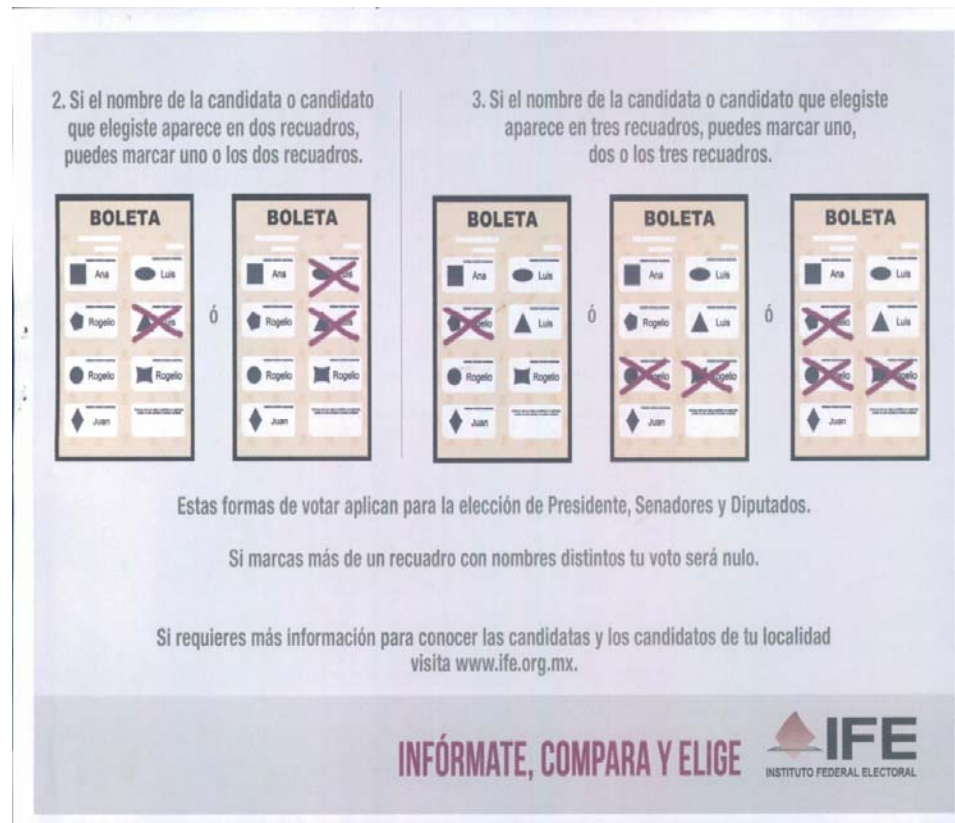 2. Si el nombre de la candidata o candidato
que elegiste aparece en dos recuadros,
puedes marcar uno o los dos recuadros.
3. Si el nombre de la candidata o candidato que elegiste
aparece en tres recuadros, puedes marcar uno,
dos o los tres recuadros.
BOLETA
Ana
Luis
Rogelio
Rogelio
Rogelio
Juan
ó
BOLETA
Ana
Rogelio
Rogelio
Rogelio
Juan
BOLETA
Ana
Luis
Luis
Rogelio
Rogelio
Juan
ó
BOLETA
Ana
Luis
Rogelio
Luis
Juan
ó
BOLETA
Ana
Luis
Luis
Juan
Estas formas de votar aplican para la elección de Presidente, Senadores y Diputados.
Si marcas más de un recuadro con nombres distintos tu voto será nulo.
Si requieres más información para conocer las candidatas y los candidatos de tu localidad
visita www.ife.org.mx.
INFÓRMATE, COMPARA Y ELIGE
IFE
INSTITUTO FEDERAL ELECTORAL